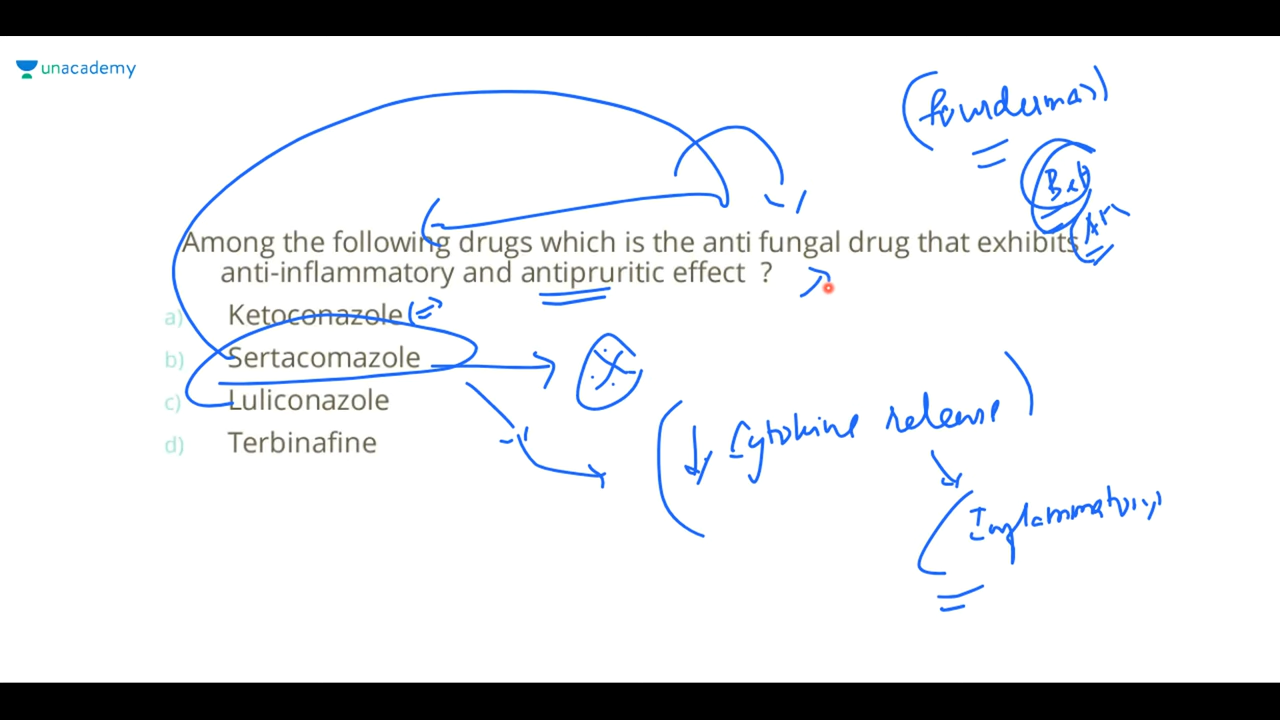 unacademy
Among the following drugs which is the anti fungal drug that exhibits
anti-inflammatory and antipruritic effect ?
a) Ketoconazole
b) Sertacomazole
c) Luliconazole
d) Terbinafine
↓ Cytokine release
Inflammatory